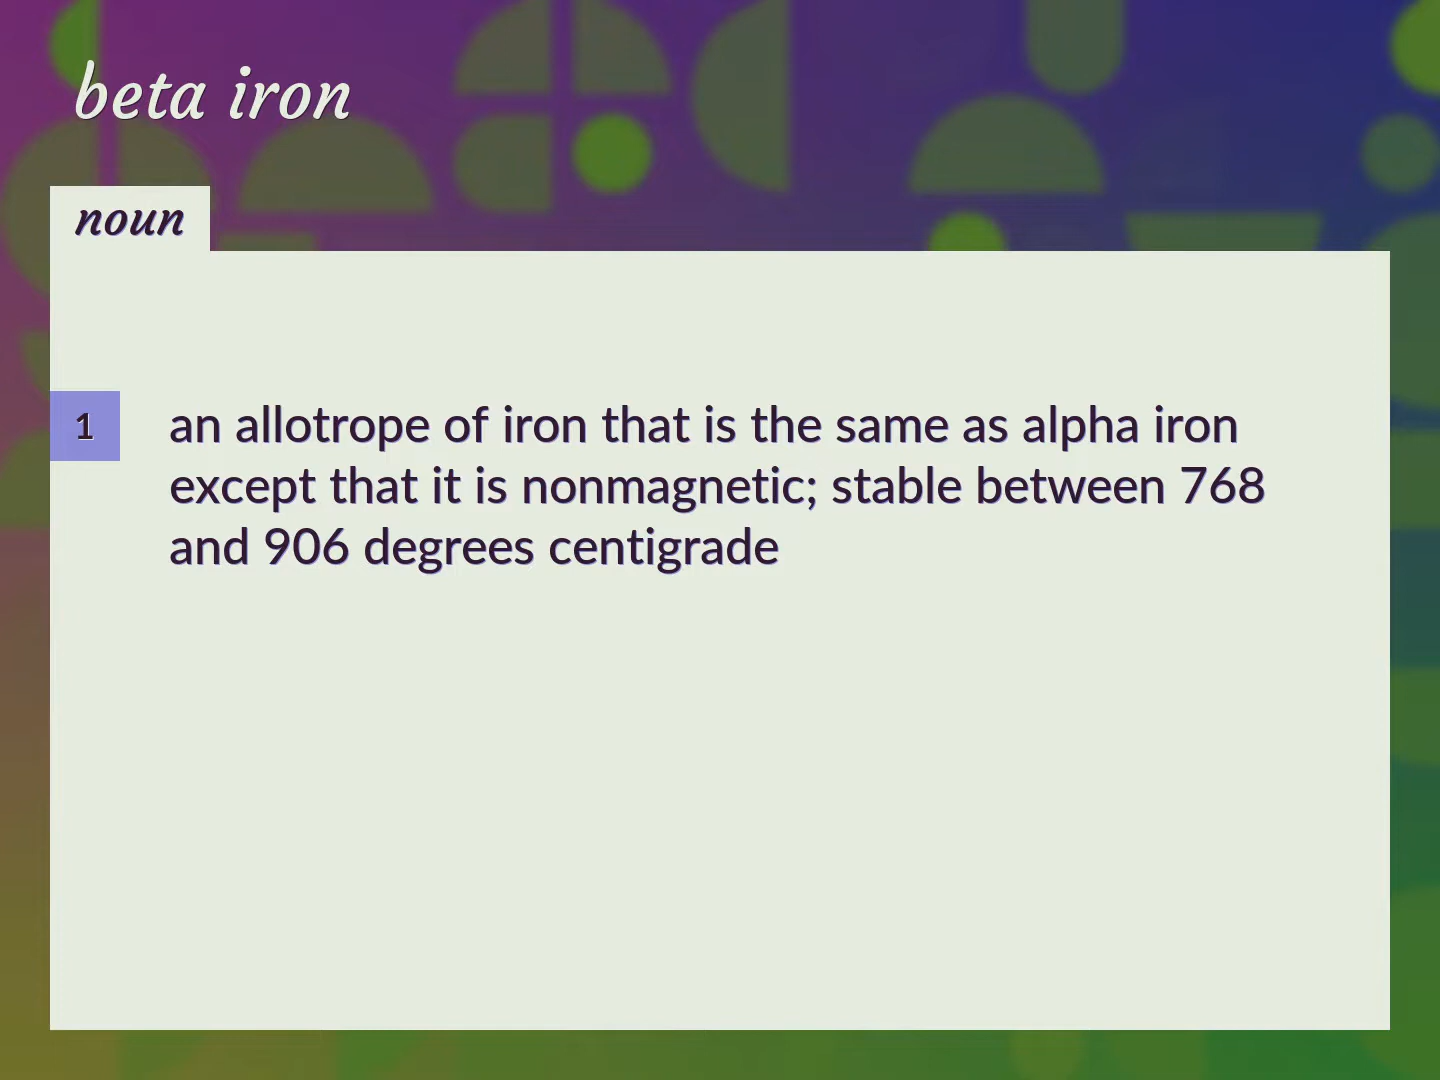 beta iron
noun
1
an allotrope of iron that is the same as alpha iron
except that it is nonmagnetic; stable between 768
and 906 degrees centigrade